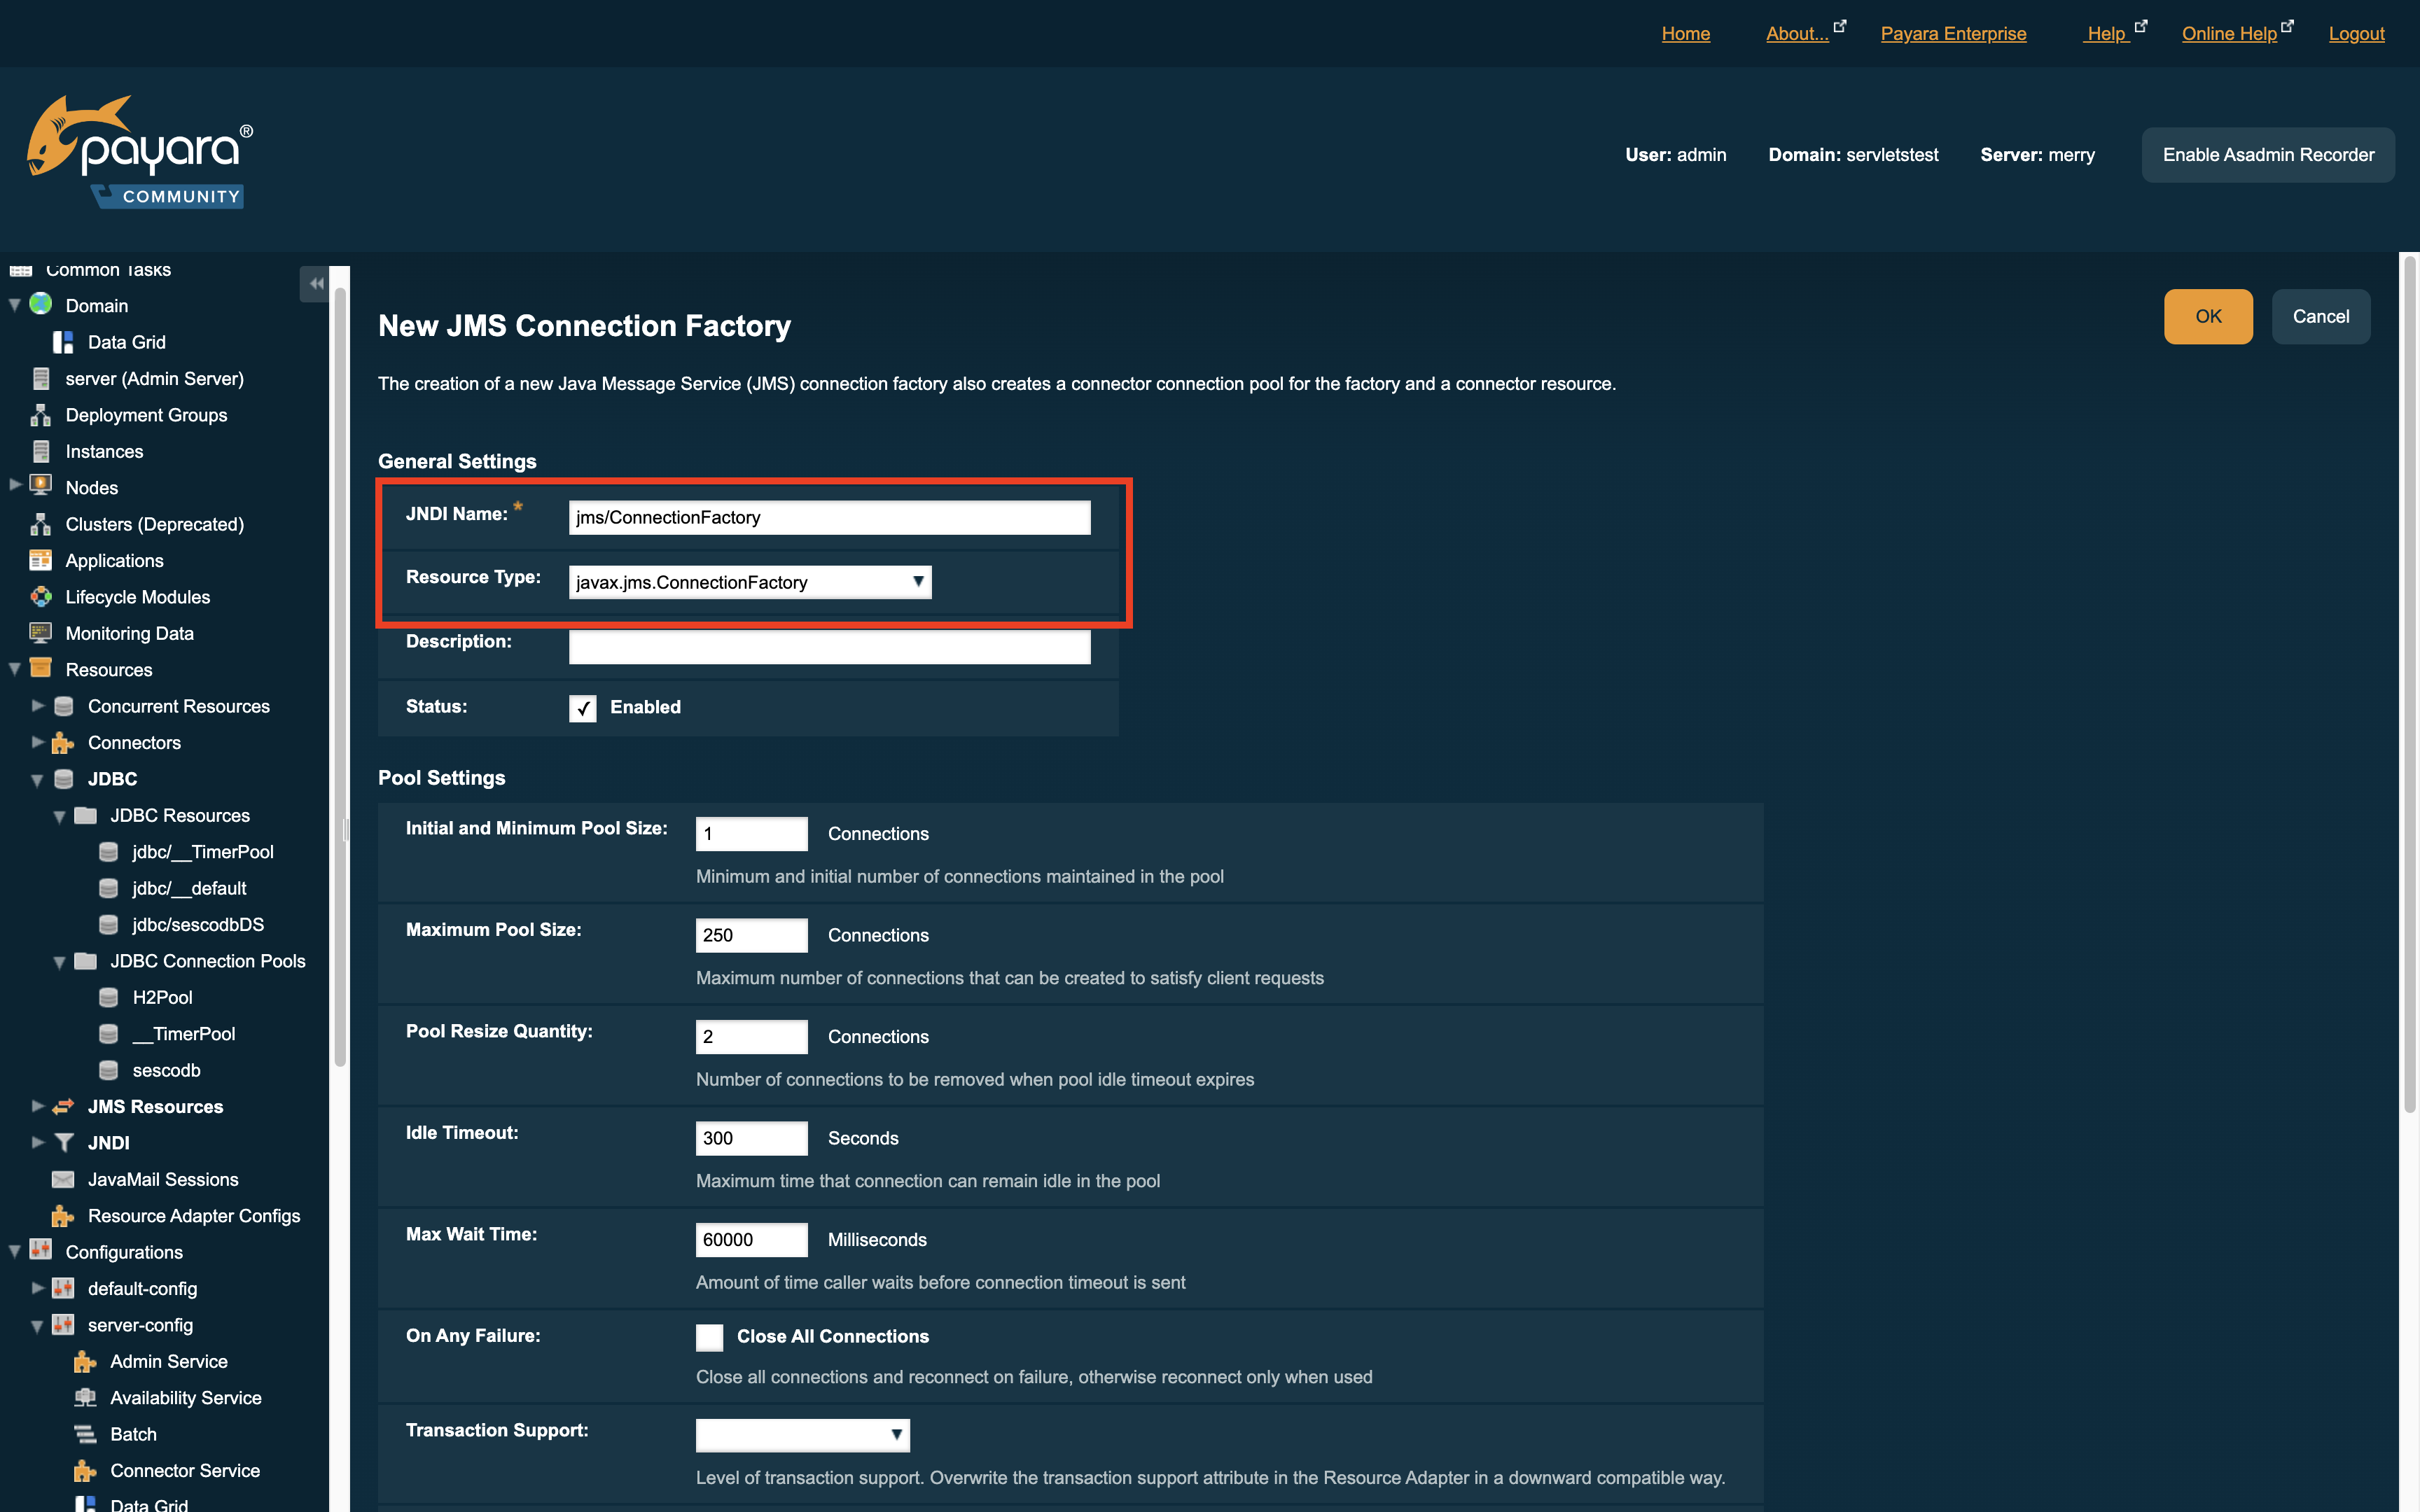 Home About... Payara Enterprise Help Online Help Logout
payara®
COMMUNITY
User: admin Domain: servletstest Server: merry Enable Asadmin Recorder
Common Tasks
Domain
Data Grid
server (Admin Server)
Deployment Groups
Instances
Nodes
Clusters (Deprecated)
Applications
Lifecycle Modules
Monitoring Data
Resources
Concurrent Resources
Connectors
JDBC
JDBC Resources
jdbc/__TimerPool
jdbc/__default
jdbc/sescodbDS
JDBC Connection Pools
H2Pool
__TimerPool
sescodb
JMS Resources
JNDI
JavaMail Sessions
Resource Adapter Configs
Configurations
default-config
server-config
Admin Service
Availability Service
Batch
Connector Service
Data Grid
New JMS Connection Factory
OK Cancel
The creation of a new Java Message Service (JMS) connection factory also creates a connector connection pool for the factory and a connector resource.
General Settings
JNDI Name: * jms/ConnectionFactory
Resource Type: javax.jms.ConnectionFactory
Description:
Status: Enabled
Pool Settings
Initial and Minimum Pool Size: 1 Connections
Minimum and initial number of connections maintained in the pool
Maximum Pool Size: 250 Connections
Maximum number of connections that can be created to satisfy client requests
Pool Resize Quantity: 2 Connections
Number of connections to be removed when pool idle timeout expires
Idle Timeout: 300 Seconds
Maximum time that connection can remain idle in the pool
Max Wait Time: 60000 Milliseconds
Amount of time caller waits before connection timeout is sent
On Any Failure: Close All Connections
Close all connections and reconnect on failure, otherwise reconnect only when used
Transaction Support:
Level of transaction support. Overwrite the transaction support attribute in the Resource Adapter in a downward compatible way.